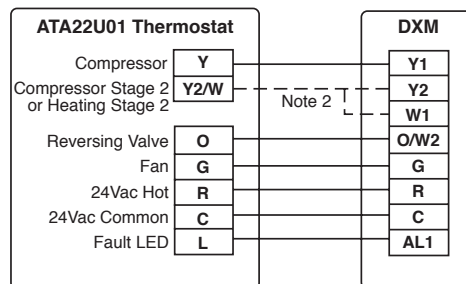 ATA22U01 Thermostat DXM
Compressor Y Y1
Compressor Stage 2 Y2/W Y2
or Heating Stage 2 Note 2 W1
Reversing Valve O O/W2
Fan G G
24Vac Hot R R
24Vac Common C C
Fault LED L AL1